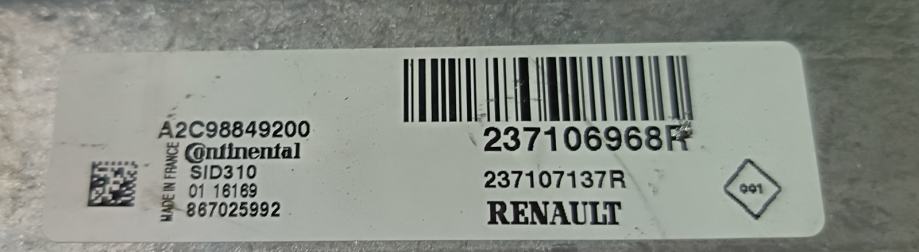 A2C98849200
Continental
SID310
01 16169
867025992
MADE IN FRANCE
237106968R
237107137R
RENAULT
001